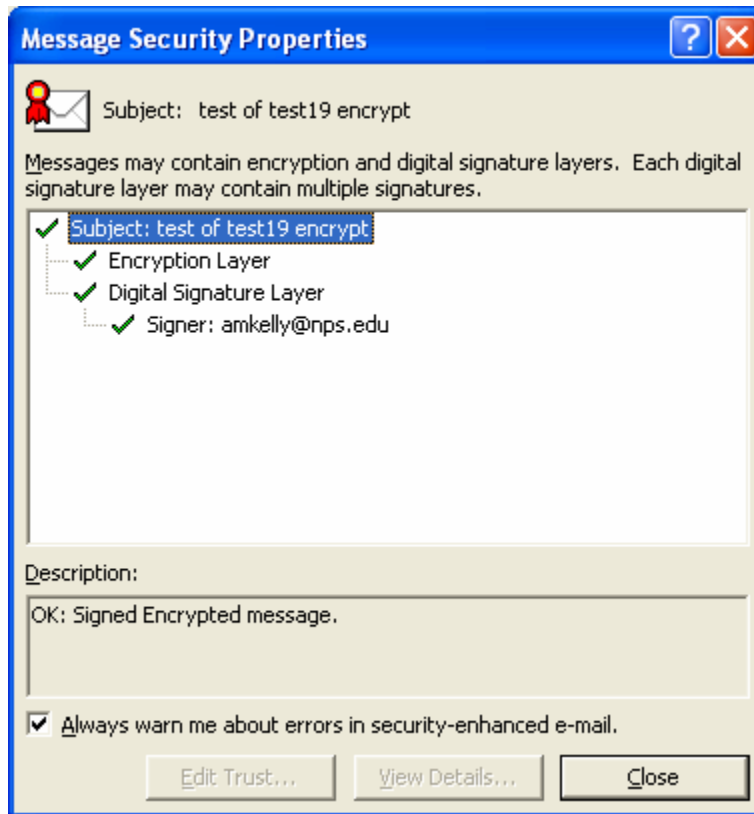 Message Security Properties
Subject: test of test19 encrypt
Messages may contain encryption and digital signature layers. Each digital
signature layer may contain multiple signatures.
Subject: test of test19 encrypt
Encryption Layer
Digital Signature Layer
Signer: amkelly@nps.edu
Description:
OK: Signed Encrypted message.
Always warn me about errors in security-enhanced e-mail.
Edit Trust... View Details... Close